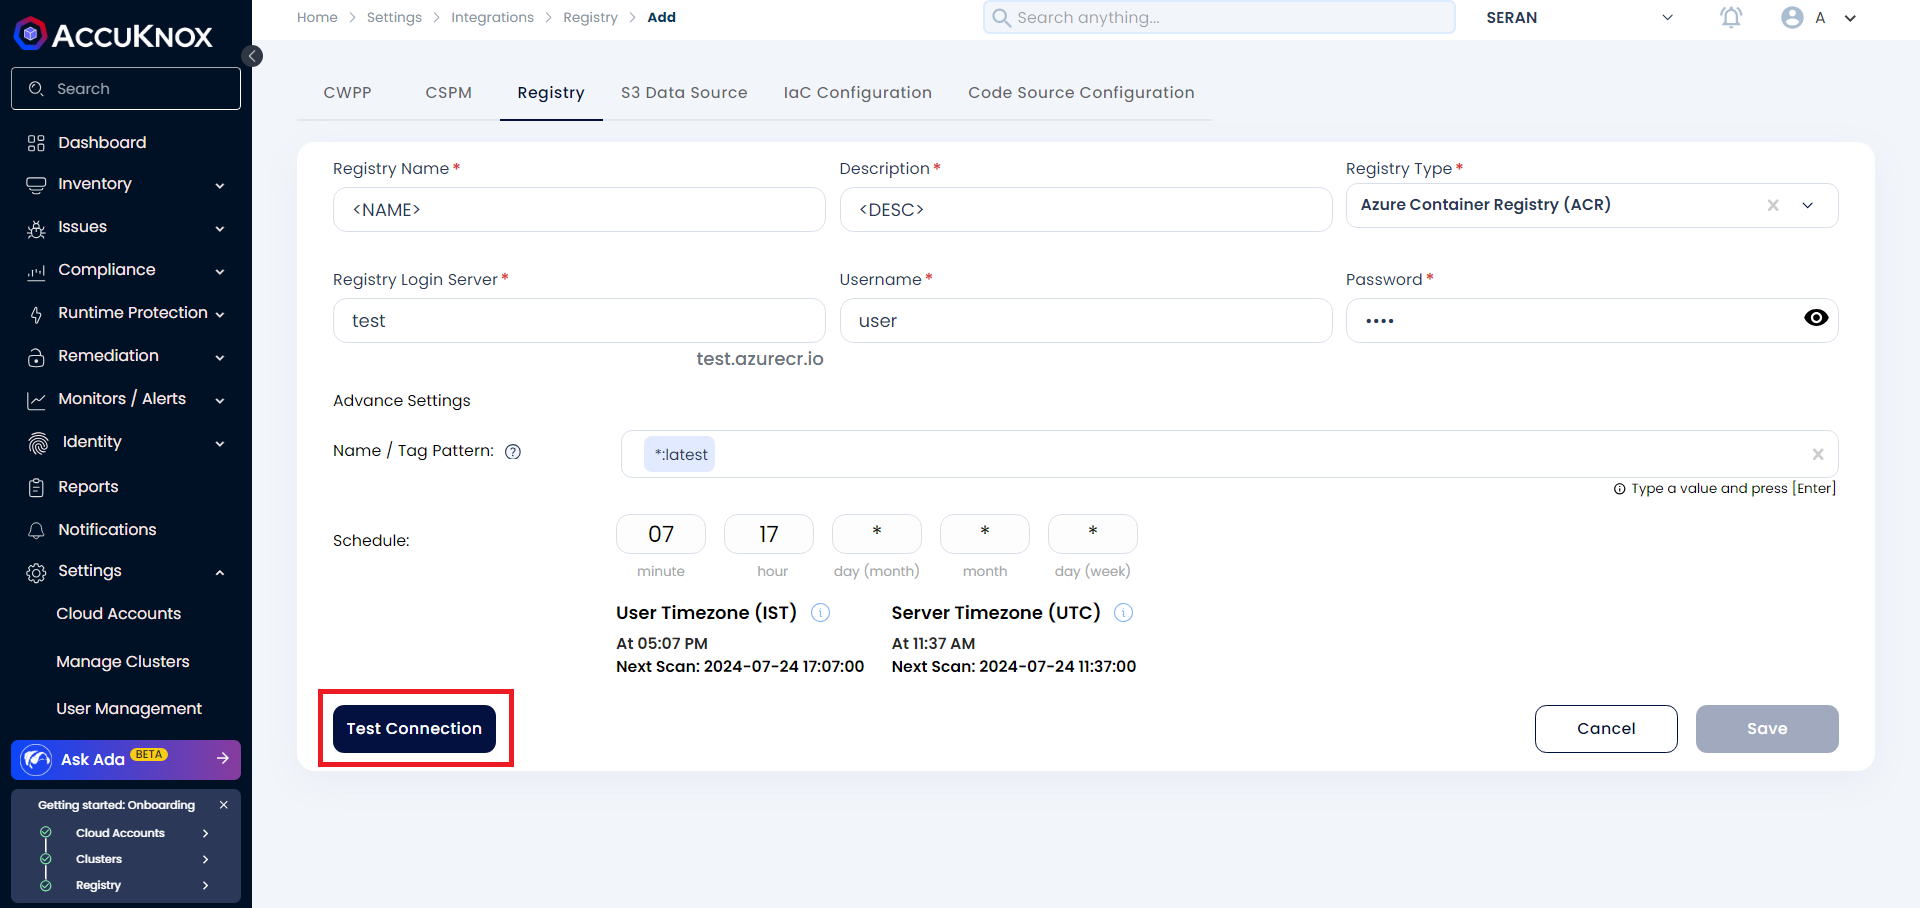 ACCUKNOX
Search
Dashboard
Inventory
Issues
Compliance
Runtime Protection
Remediation
Monitors / Alerts
Identity
Reports
Notifications
Settings
Cloud Accounts
Manage Clusters
User Management
Ask Ada BETA
Getting started: Onboarding
Cloud Accounts
Clusters
Registry
Home > Settings > Integrations > Registry > Add
Search anything...
SERAN
A
CWPP CSPM Registry S3 Data Source IaC Configuration Code Source Configuration
Registry Name * Description * Registry Type *
<NAME> <DESC> Azure Container Registry (ACR)
Registry Login Server * Username * Password *
test user ••••
test.azurecr.io
Advance Settings
Name / Tag Pattern: *:latest
Type a value and press [Enter]
Schedule: 07 17 * * *
minute hour day (month) month day (week)
User Timezone (IST) Server Timezone (UTC)
At 05:07 PM At 11:37 AM
Next Scan: 2024-07-24 17:07:00 Next Scan: 2024-07-24 11:37:00
Test Connection Cancel Save